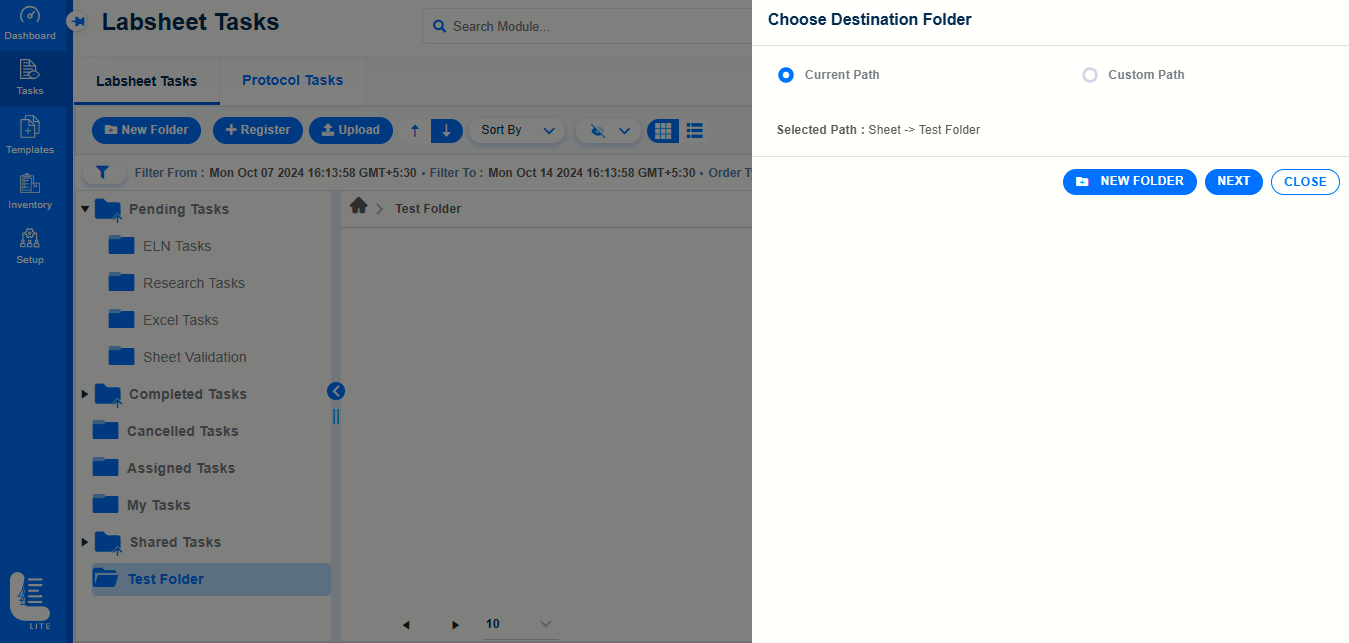 Dashboard
Tasks
Templates
Inventory
Setup
LITE
Labsheet Tasks
Search Module...
Labsheet Tasks
Protocol Tasks
New Folder
Register
Upload
Sort By
Filter From : Mon Oct 07 2024 16:13:58 GMT+5:30 • Filter To : Mon Oct 14 2024 16:13:58 GMT+5:30 • Order T
Pending Tasks
ELN Tasks
Research Tasks
Excel Tasks
Sheet Validation
Completed Tasks
Cancelled Tasks
Assigned Tasks
My Tasks
Shared Tasks
Test Folder
Test Folder
10
Choose Destination Folder
Current Path
Custom Path
Selected Path : Sheet -> Test Folder
NEW FOLDER
NEXT
CLOSE